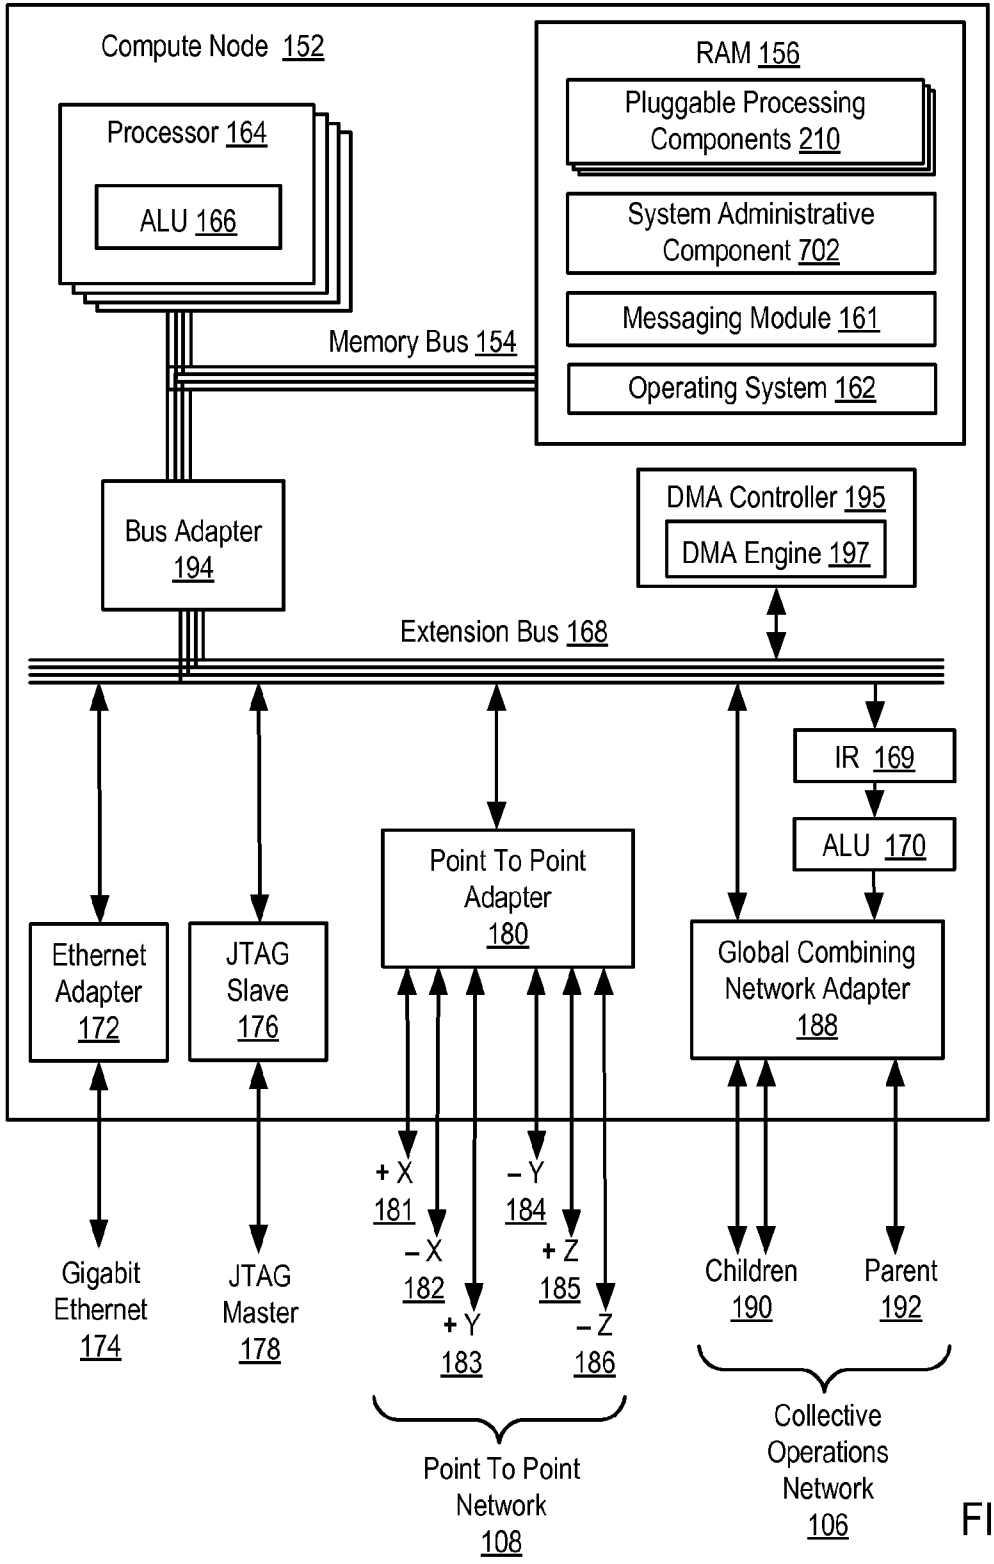 Compute Node 152
RAM 156
Pluggable Processing
Components 210
Processor 164
ALU 166
System Administrative
Component 702
Messaging Module 161
Memory Bus 154
Operating System 162
DMA Controller 195
DMA Engine 197
Bus Adapter
194
Extension Bus 168
IR 169
ALU 170
Point To Point
Adapter
180
Ethernet
Adapter
172
JTAG
Slave
176
Global Combining
Network Adapter
188
+ X
181
– X
182
+ Y
183
– Y
184
+ Z
185
– Z
186
Gigabit
Ethernet
174
JTAG
Master
178
Children
190
Parent
192
Point To Point
Network
108
Collective
Operations
Network
106